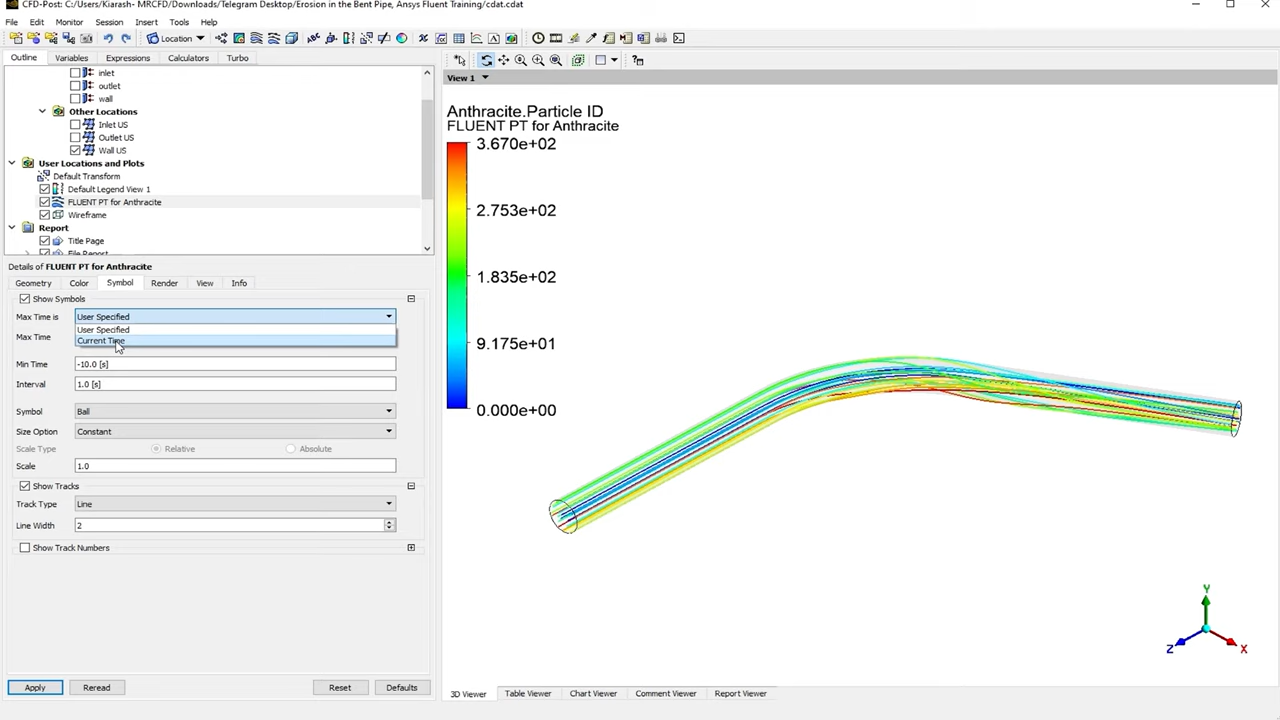 CFD-Post: C:/Users/Kiarash- MRCFD/Downloads/Telegram Desktop/Erosion in the Bent Pipe, Ansys Fluent Training/cdat.cdat
File Edit Monitor Session Insert Tools Help
Location
Outline Variables Expressions Calculators Turbo
inlet
outlet
wall
Other Locations
Inlet US
Outlet US
Wall US
User Locations and Plots
Default Transform
Default Legend View 1
FLUENT PT for Anthracite
Wireframe
Report
Title Page
File Report
Details of FLUENT PT for Anthracite
Geometry Color Symbol Render View Info
Show Symbols
Max Time is User Specified
User Specified
Max Time
Current Time
Min Time -10.0 [s]
Interval 1.0 [s]
Symbol Ball
Size Option Constant
Scale Type Relative Absolute
Scale 1.0
Show Tracks
Track Type Line
Line Width 2
Show Track Numbers
Apply Reread Reset Defaults
View 1
Anthracite.Particle ID
FLUENT PT for Anthracite
3.670e+02
2.753e+02
1.835e+02
9.175e+01
0.000e+00
Y
Z X
3D Viewer Table Viewer Chart Viewer Comment Viewer Report Viewer